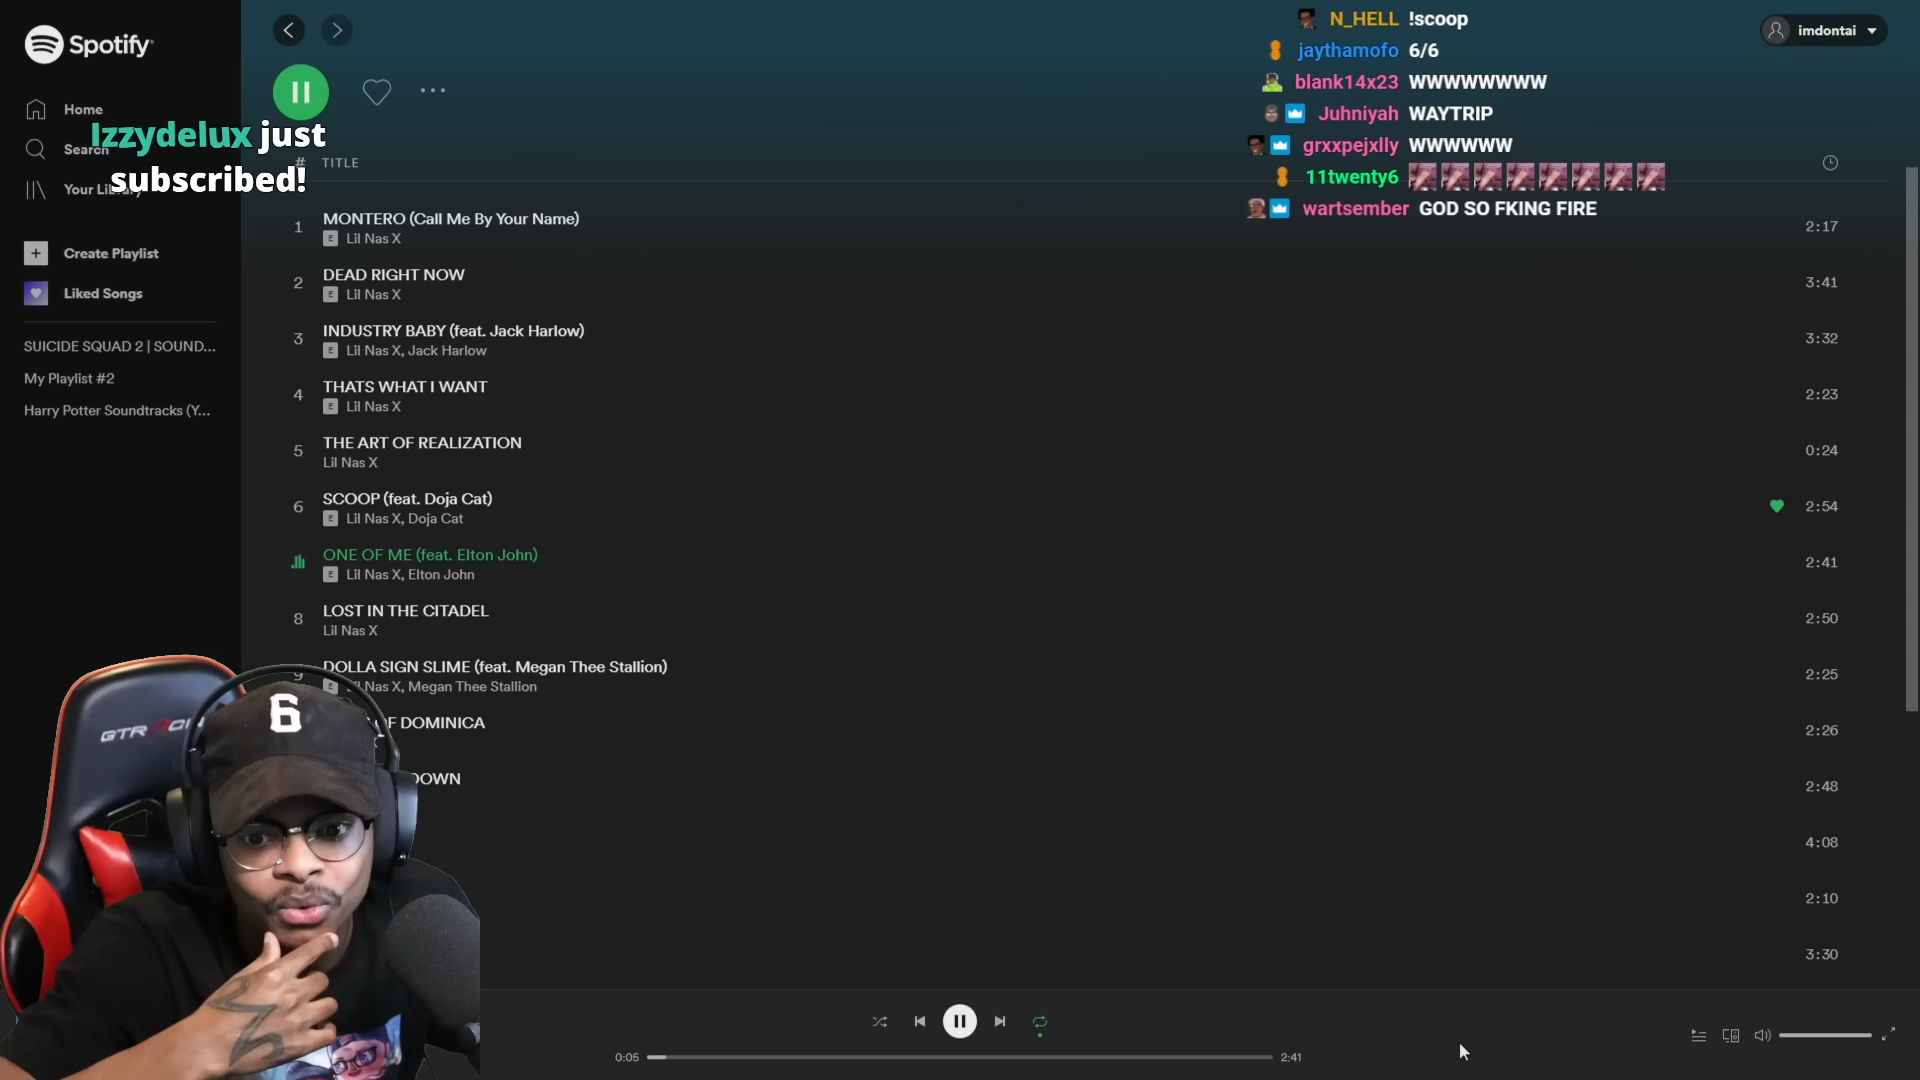 Spotify
Home
Search
Your Library
Izzydelux just
subscribed!
Create Playlist
Liked Songs
SUICIDE SQUAD 2 | SOUND...
My Playlist #2
Harry Potter Soundtracks (Y...
N_HELL !scoop
jaythamofo 6/6
blank14x23 WWWWWWWW
Juhniyah WAYTRIP
grxxpejxlly WWWWWW
11twenty6
wartsember GOD SO FKING FIRE
imdontai
# TITLE
1 MONTERO (Call Me By Your Name) 2:17
E Lil Nas X
2 DEAD RIGHT NOW 3:41
E Lil Nas X
3 INDUSTRY BABY (feat. Jack Harlow) 3:32
E Lil Nas X, Jack Harlow
4 THATS WHAT I WANT 2:23
E Lil Nas X
5 THE ART OF REALIZATION 0:24
Lil Nas X
6 SCOOP (feat. Doja Cat) 2:54
E Lil Nas X, Doja Cat
ONE OF ME (feat. Elton John) 2:41
E Lil Nas X, Elton John
8 LOST IN THE CITADEL 2:50
Lil Nas X
9 DOLLA SIGN SLIME (feat. Megan Thee Stallion) 2:25
E Lil Nas X, Megan Thee Stallion
OF DOMINICA 2:26
DOWN 2:48
4:08
2:10
3:30
6
0:05 2:41